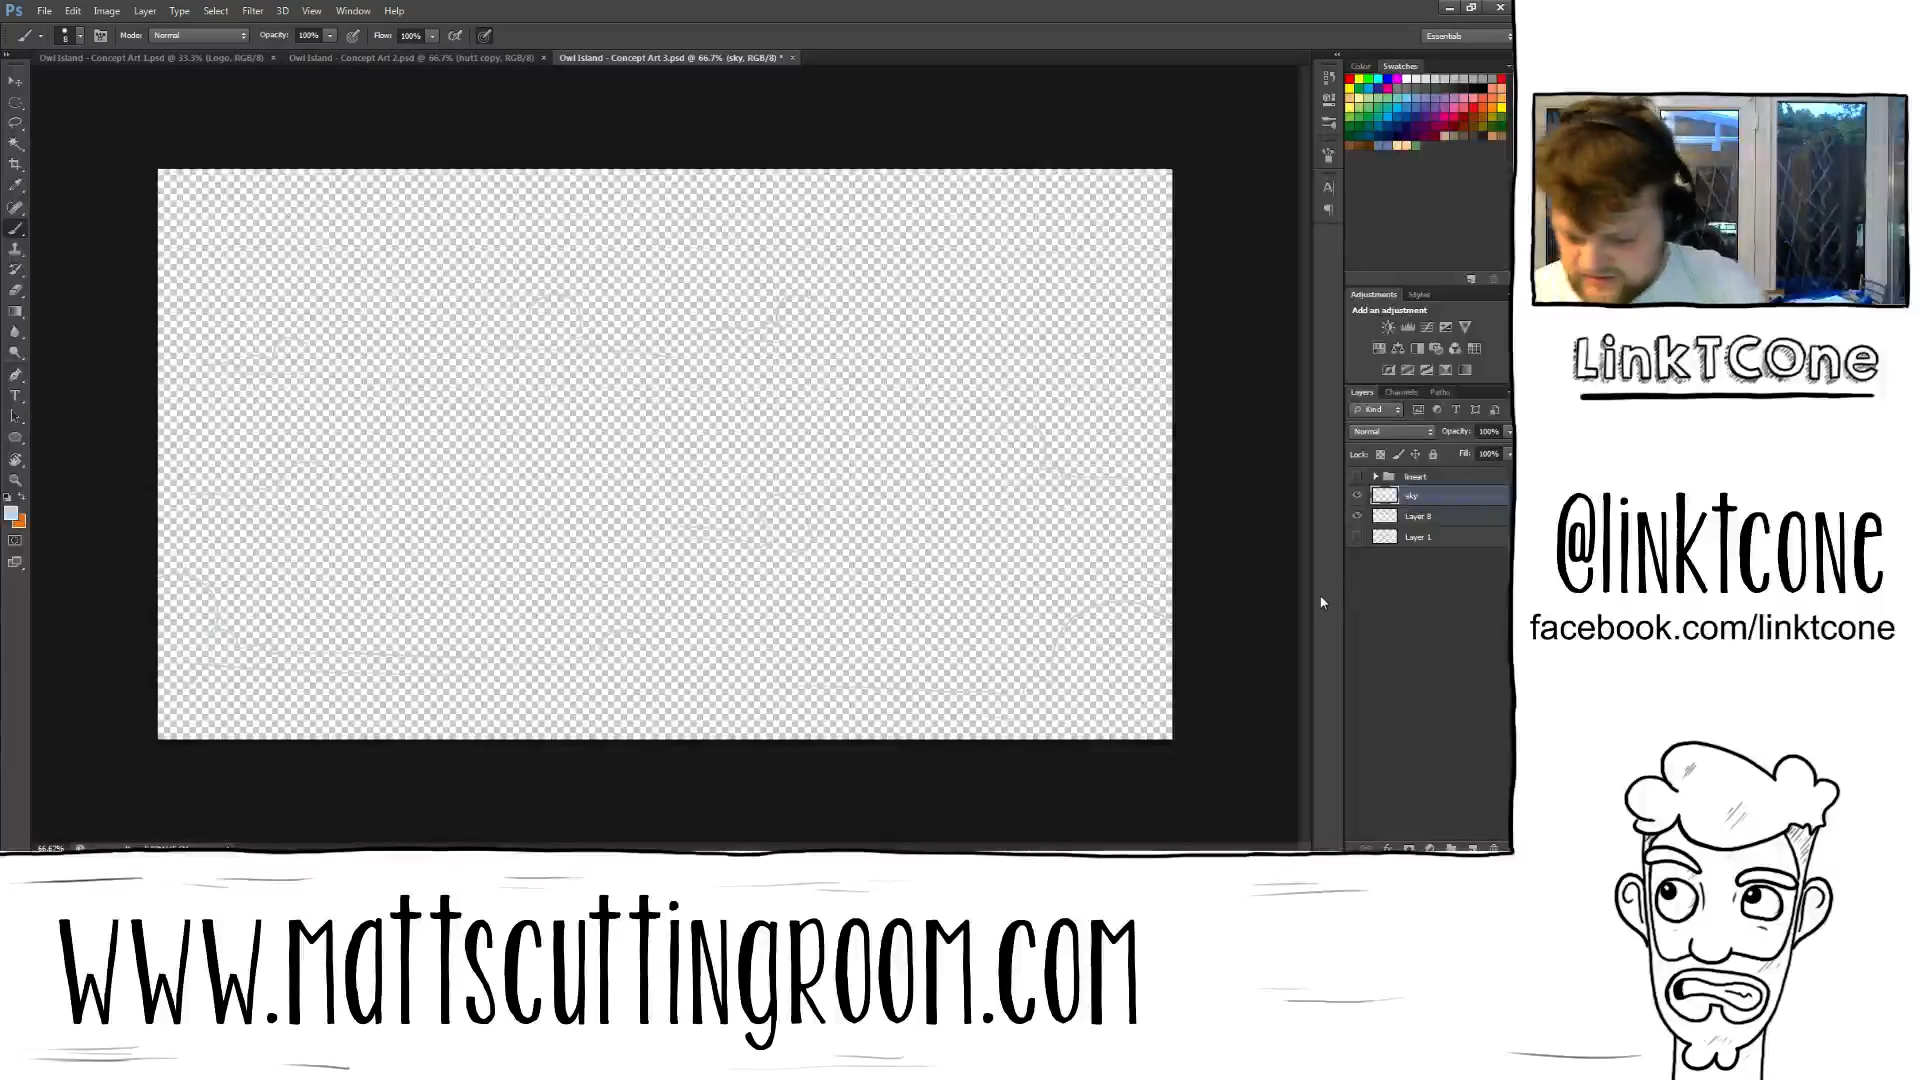 Ps File Edit Image Layer Type Select Filter 3D View Window Help
8 Mode: Normal Opacity: 100% Flow: 100% Essentials
Owl Island - Concept Art 1.psd @ 33.3% (Logo, RGB/8) × Owl Island - Concept Art 2.psd @ 66.7% (hut1 copy, RGB/8) × Owl Island - Concept Art 3.psd @ 66.7% (sky, RGB/8) * ×
Color Swatches
Adjustments Styles
Add an adjustment
Layers Channels Paths
Kind
Normal Opacity: 100%
Lock: Fill: 100%
lineart
sky
Layer 8
Layer 1
66.67%
LinkTCOne
@linktcone
facebook.com/linktcone
www.mattscuttingroom.com